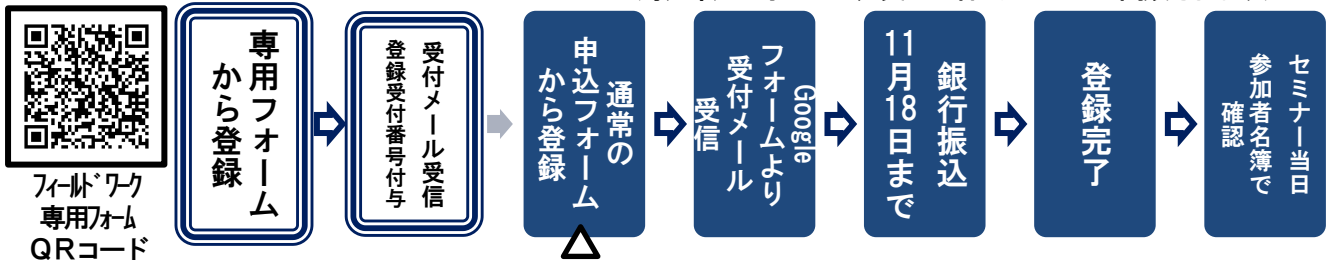 フィールドワーク
専用フォーム
QRコード
専用フォーム
から登録
受付メール受信
登録受付番号付与
通常の
申込フォーム
から登録
Google
フォームより
受付メール
受信
銀行振込
11月18日まで
登録完了
セミナー当日
参加者名簿で
確認